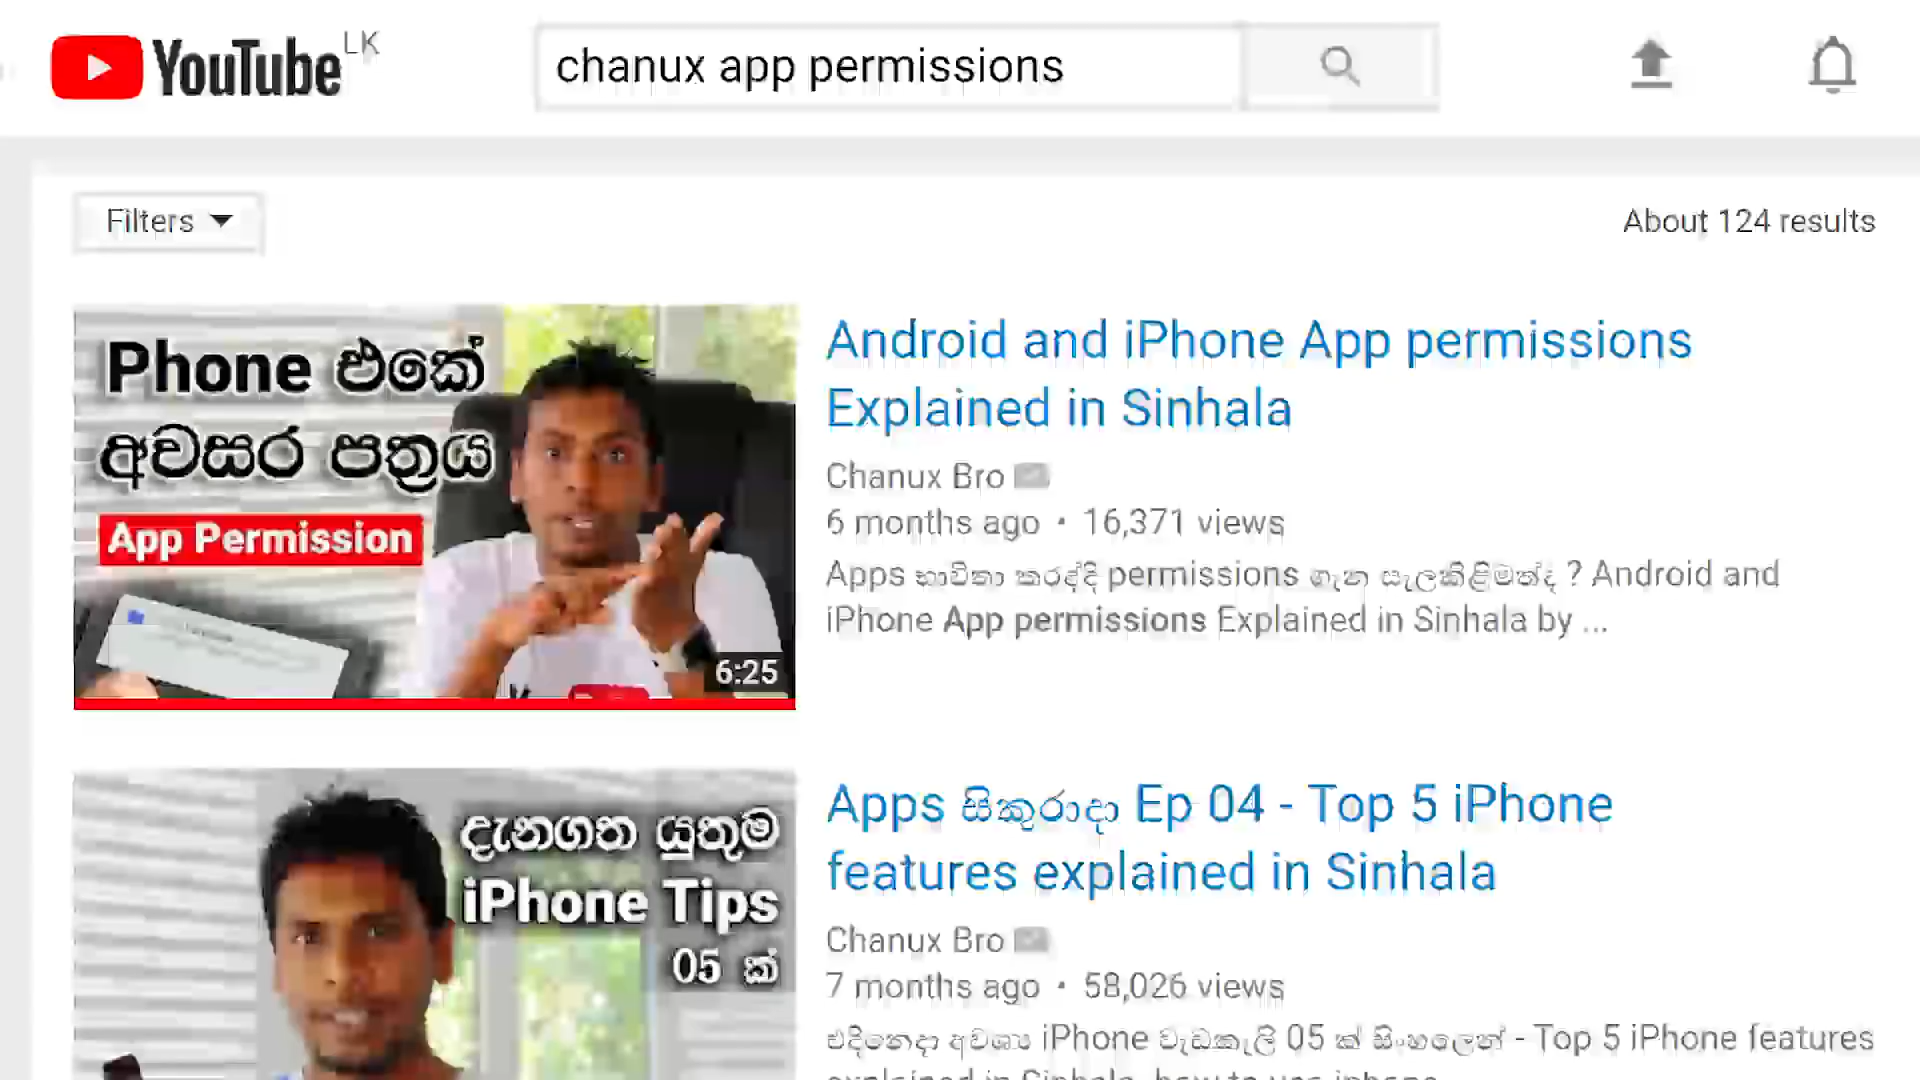 YouTube LK
chanux app permissions
Filters
About 124 results
Phone එකේ
අවසර පත්‍රය
App Permission
6:25
Android and iPhone App permissions
Explained in Sinhala
Chanux Bro
6 months ago • 16,371 views
Apps භාවිතා කරද්දි permissions ගැන සැලකිළිමත්ද ? Android and
iPhone App permissions Explained in Sinhala by ...
දැනගත යුතුම
iPhone Tips
05 ක්
Apps සිකුරාදා Ep 04 - Top 5 iPhone
features explained in Sinhala
Chanux Bro
7 months ago • 58,026 views
එදිනෙදා අවශ්‍ය iPhone වැඩකෑලි 05 ක් සිංහලෙන් - Top 5 iPhone features
explained in Sinhala